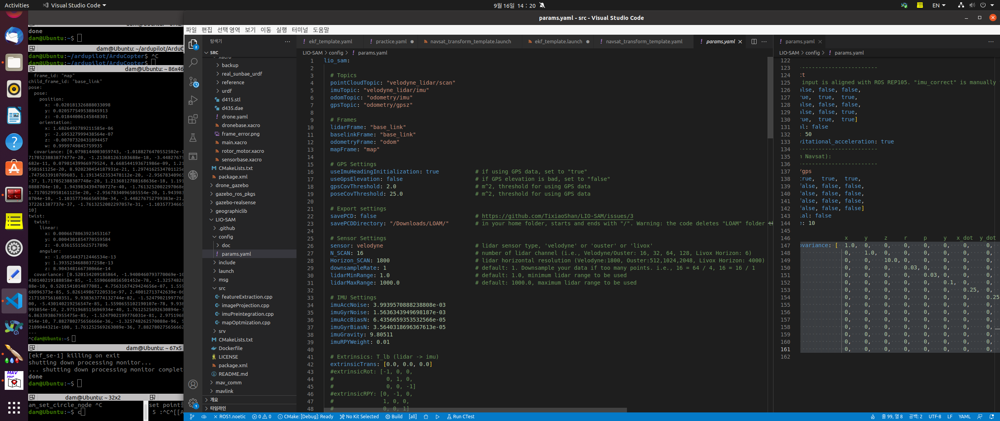 Activities
Visual Studio Code
9월 16일 14 : 20
EN
done
dam@Ubuntu:~$
dam@Ubuntu: ~/ardupilot/ArduC
dam@Ubuntu:~/ardupilot/ArduCopter$ ^C
dam@Ubuntu:~/ardupilot/ArduCopter$
dam@Ubuntu: ~ 86x46
frame_id: "map"
child_frame_id: "base_link"
pose:
pose:
position:
x: -0.020181326888033098
y: 0.020577549538845913
z: -0.01844006145848301
orientation:
x: 1.6826492789211585e-06
y: -2.695327999438564e-07
z: -0.00707320431894457
w: 0.9999749845759935
covariance: [0.0798144003059743, -1.0188276470552502e-1
7170523883877477e-20, -1.213681263103688e-18, -3.44827675
682e-11, 0.07981439966979524, 8.668544193671986e-09, 1.21
958161125e-20, 8.920230454187931e-21, 1.2974162534701125e
.7475633910709603, 1.1913452353478112e-20, -2.95678340965
-37, 1.717052388387748e-20, 1.2136812788168636e-18, 1.191
8888704e-10, 1.9439834394700727e-40, -1.7613252002297068e
1.7170529958161125e-20, -2.9567834096505554e-20, 1.943983
8704e-10, -1.103577346656938e-34, -3.448276752799383e-21,
372261387737e-37, -1.7613252002297057e-31, -1.10357734665
10]
twist:
twist:
linear:
x: 0.0006678063923453167
y: 0.0004301854770559584
z: -0.03615515625717896
angular:
x: -1.0505443712446534e-13
y: 1.3935234688037258e-13
z: 8.904348166730066e-14
covariance: [0.520154209185864, -1.9400460793770069e-10
430140219188858e-85, -1.5590660856501452e-78, -1.32574826
88e-10, 0.5201541014877081, 4.7563167429424656e-07, 1.559
68096373e-85, 5.826149867220531e-97, 2.40012713742639e-06
217158756160351, 9.938363774132744e-82, -1.52479021997760
00, -5.430140219256547e-85, 1.5590655102190107e-78, 9.938
993854e-10, 2.9751968515696934e-40, 1.7612525692630894e-3
6.863393867955475e-85, -1.5247902199776031e-81, 2.9751968
854e-10, 7.882780275656666e-36, -1.325748262570088e-96, 5
2109044321e-100, 1.761252569263089e-36, 7.882780275656662
---
^Cdam@Ubuntu:~$
dam@Ubuntu: ~ 67x5
[ekf_se-1] killing on exit
shutting down processing monitor...
... shutting down processing monitor complet
done
dam@Ubuntu:~$
dam@Ubuntu: ~ 32x2
am_set_circle_node ^C
dam@Ubuntu:~$ c
set point를
5 :^C^[[A
MAV
MAP
params.yaml - src - Visual Studio Code
파일 편집 선택 영역 보기 이동 실행 터미널 도움말
탐색기
SRC
xacro
backup
real_sunbae_urdf
reference
urdf
d415.stl
d435.dae
drone.yaml
dronebase.xacro
frame_error.png
main.xacro
rotor_motor.xacro
sensorbase.xacro
CMakeLists.txt
package.xml
drone_gazebo
gazebo_ros_pkgs
gazebo-realsense
geographiclib
LIO-SAM
.github
config
doc
params.yaml
include
launch
msg
src
featureExtraction.cpp
imageProjection.cpp
imuPreintegration.cpp
mapOptmization.cpp
srv
CMakeLists.txt
Dockerfile
LICENSE
package.xml
README.md
mav_comm
mavlink
개요
타임라인
ekf_template.yaml
practice.yaml
navsat_transform_template.launch
ekf_template.launch
navsat_transform_template.yaml
params.yaml
LIO-SAM > config > ! params.yaml
1 lio_sam:
2
3 # Topics
4 pointCloudTopic: "velodyne_lidar/scan"
5 imuTopic: "velodyne_lidar/imu"
6 odomTopic: "odometry/imu"
7 gpsTopic: "odometry/gpsz"
8
9 # Frames
10 lidarFrame: "base_link"
11 baselinkFrame: "base_link"
12 odometryFrame: "odom"
13 mapFrame: "map"
14
15 # GPS Settings
16 useImuHeadingInitialization: true # if using GPS data, set to "true"
17 useGpsElevation: false # if GPS elevation is bad, set to "false"
18 gpsCovThreshold: 2.0 # m^2, threshold for using GPS data
19 poseCovThreshold: 25.0 # m^2, threshold for using GPS data
20
21 # Export settings
22 savePCD: false # https://github.com/TixiaoShan/LIO-SAM/issues/3
23 savePCDDirectory: "/Downloads/LOAM/" # in your home folder, starts and ends with "/". Warning: the code deletes "LOAM" folder th
24
25 # Sensor Settings
26 sensor: velodyne # lidar sensor type, 'velodyne' or 'ouster' or 'livox'
27 N_SCAN: 16 # number of lidar channel (i.e., Velodyne/Ouster: 16, 32, 64, 128, Livox Horizon: 6)
28 Horizon_SCAN: 1800 # lidar horizontal resolution (Velodyne:1800, Ouster:512,1024,2048, Livox Horizon: 4000)
29 downsampleRate: 1 # default: 1. Downsample your data if too many points. i.e., 16 = 64 / 4, 16 = 16 / 1
30 lidarMinRange: 1.0 # default: 1.0, minimum lidar range to be used
31 lidarMaxRange: 1000.0 # default: 1000.0, maximum lidar range to be used
32
33 # IMU Settings
34 imuAccNoise: 3.9939570888238808e-03
35 imuGyrNoise: 1.5636343949698187e-03
36 imuAccBiasN: 6.4356659353532566e-05
37 imuGyrBiasN: 3.5640318696367613e-05
38 imuGravity: 9.80511
39 imuRPYWeight: 0.01
40
41 # Extrinsics: T_lb (lidar -> imu)
42 extrinsicTrans: [0.0, 0.0, 0.0]
43 #extrinsicRot: [-1, 0, 0,
44 # 0, 1, 0,
45 # 0, 0, -1]
46 #extrinsicRPY: [0, -1, 0,
47 # 1, 0, 0,
48 # 0, 0, 1]
params.yaml
LIO-SAM > config > ! params.yaml
122
123 ------------------------
124 ct
125 input is aligned with ROS REP105. "imu_correct" is manually
126 alse, false, false,
127 rue, true, true,
128 alse, false, false,
129 alse, false, true,
130 rue, true, true]
131 al: false
132 : 50
133 vitational_acceleration: true
134 ------------------------
135 n Navsat):
136 ------------------------
137 /gps
138 true, true, true,
139 false, false, false,
140 false, false, false,
141 false, false, false,
142 false, false, false]
143 ial: false
144 e: 10
145
146 x y z r p y x_dot y_dot
147 ovariance: [ 1.0, 0, 0, 0, 0, 0, 0, 0,
148 0, 1.0, 0, 0, 0, 0, 0, 0,
149 0, 0, 10.0, 0, 0, 0, 0, 0,
150 0, 0, 0, 0.03, 0, 0, 0, 0,
151 0, 0, 0, 0, 0.03, 0, 0, 0,
152 0, 0, 0, 0, 0, 0.1, 0, 0,
153 0, 0, 0, 0, 0, 0, 0.25, 0,
154 0, 0, 0, 0, 0, 0, 0, 0.25
155 0, 0, 0, 0, 0, 0, 0, 0,
156 0, 0, 0, 0, 0, 0, 0, 0,
157 0, 0, 0, 0, 0, 0, 0, 0,
158 0, 0, 0, 0, 0, 0, 0, 0,
159 0, 0, 0, 0, 0, 0, 0, 0,
160 0, 0, 0, 0, 0, 0, 0, 0,
161 0, 0, 0, 0, 0, 0, 0, 0,
162
ROS1.noetic 0 0 CMake: [Debug]: Ready No Kit Selected Build [all] Run CTest
줄 99, 열 8 공백: 2 UTF-8 LF YAML